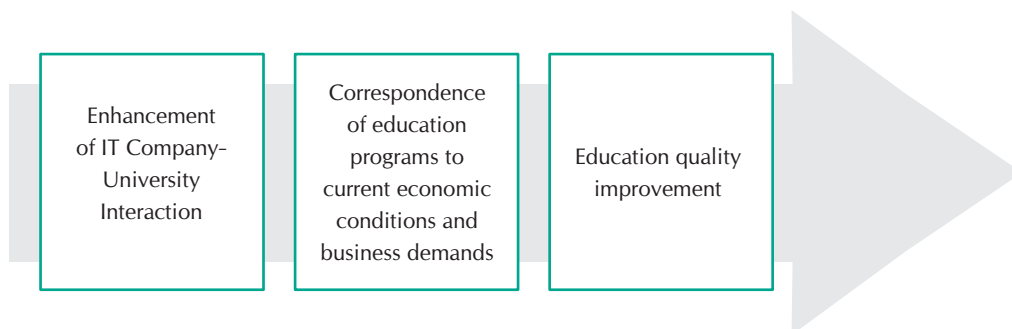 Enhancement
of IT Company–
University
Interaction
Correspondence
of education
programs to
current economic
conditions and
business demands
Education quality
improvement